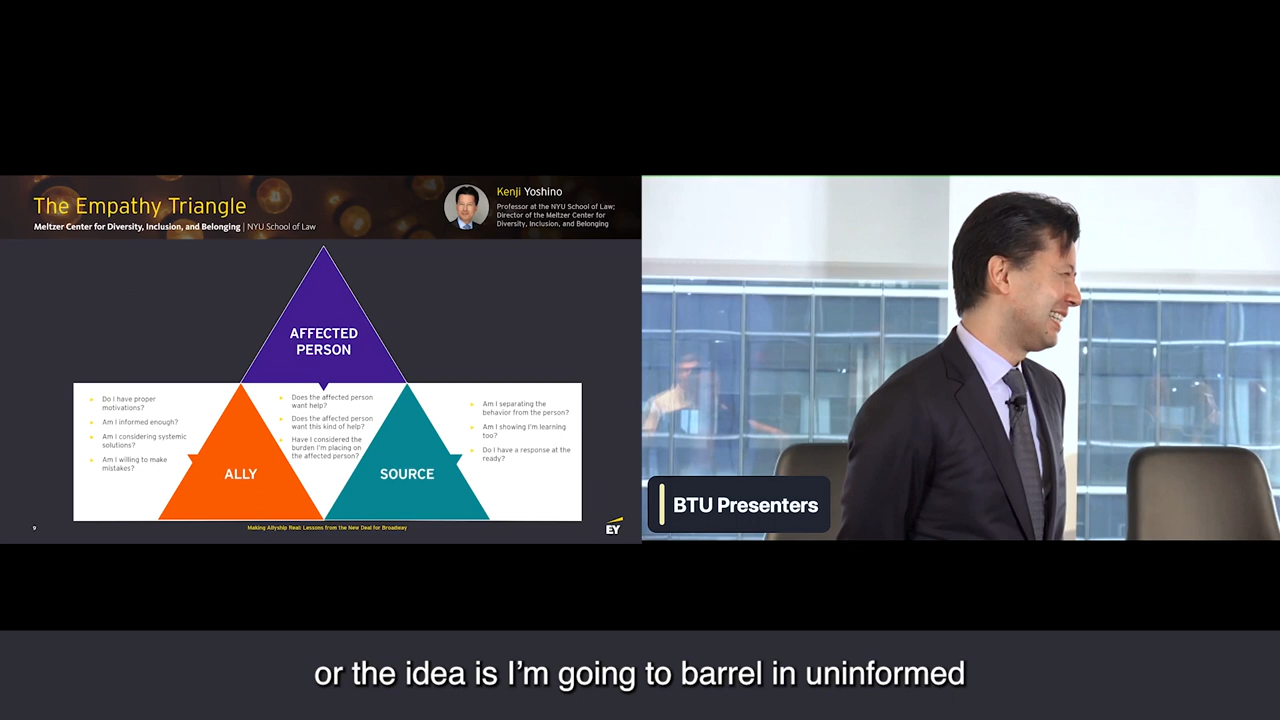 The Empathy Triangle
Meltzer Center for Diversity, Inclusion, and Belonging | NYU School of Law
Kenji Yoshino
Professor at the NYU School of Law;
Director of the Meltzer Center for
Diversity, Inclusion, and Belonging
AFFECTED
PERSON
▸ Do I have proper
motivations?
▸ Am I informed enough?
▸ Am I considering systemic
solutions?
▸ Am I willing to make
mistakes?
ALLY
▸ Does the affected person
want help?
▸ Does the affected person
want this kind of help?
▸ Have I considered the
burden I'm placing on
the affected person?
SOURCE
▸ Am I separating the
behavior from the person?
▸ Am I showing I'm learning
too?
▸ Do I have a response at the
ready?
9
Making Allyship Real: Lessons from the New Deal for Broadway
EY
BTU Presenters
or the idea is I'm going to barrel in uninformed